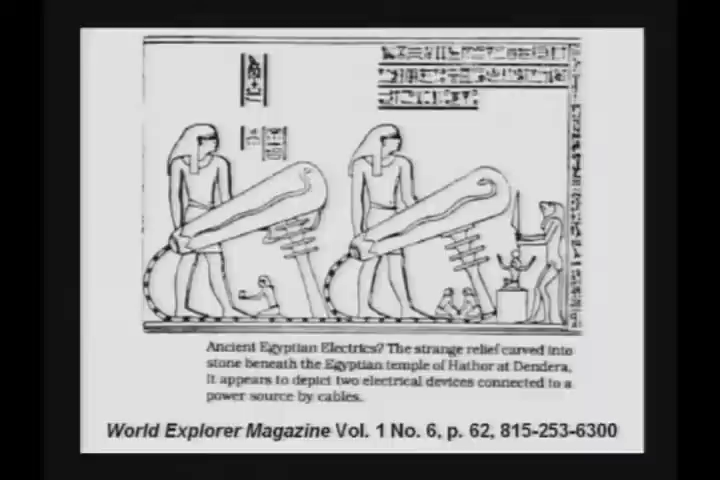 Ancient Egyptian Electrics? The strange relief carved into
stone beneath the Egyptian temple of Hathor at Dendera.
It appears to depict two electrical devices connected to a
power source by cables.
World Explorer Magazine Vol. 1 No. 6, p. 62, 815-253-6300